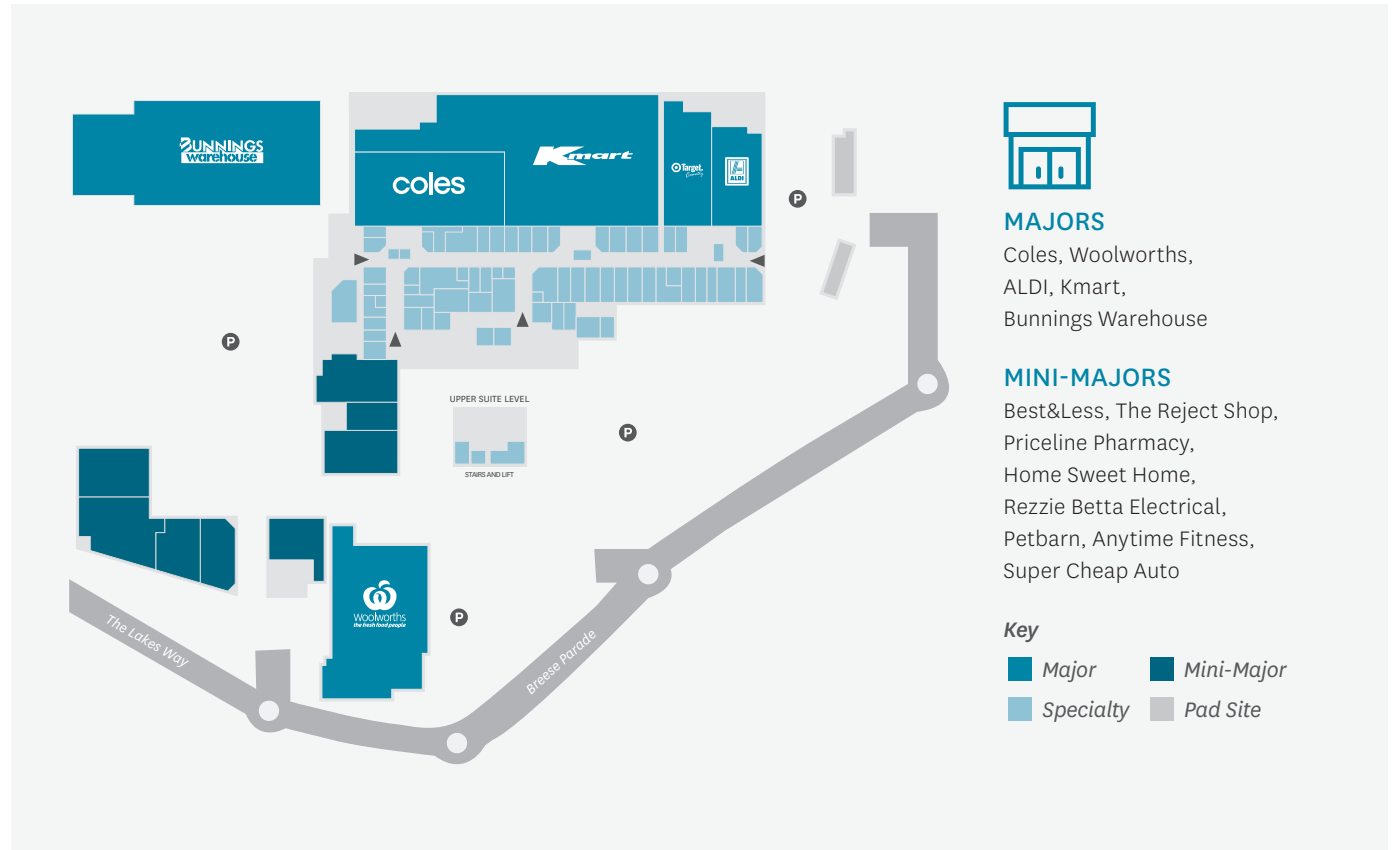 BUNNINGS
warehouse
Kmart
coles
Target.
Country
ALDI
P
P
P
UPPER SUITE LEVEL
STAIRS AND LIFT
Woolworths
the fresh food people
P
The Lakes Way
Breese Parade
MAJORS
Coles, Woolworths,
ALDI, Kmart,
Bunnings Warehouse
MINI-MAJORS
Best&Less, The Reject Shop,
Priceline Pharmacy,
Home Sweet Home,
Rezzie Betta Electrical,
Petbarn, Anytime Fitness,
Super Cheap Auto
Key
Major
Mini-Major
Specialty
Pad Site